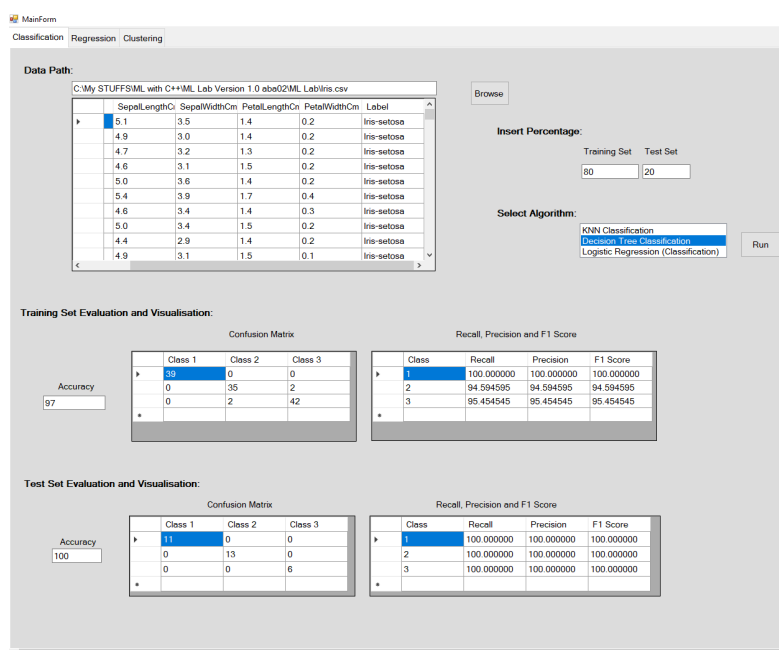 MainForm
Classification Regression Clustering
Data Path:
C:\My STUFFS\ML with C++\ML Lab Version 1.0 aba02\ML Lab\Iris.csv
Browse
SepalLengthCı SepalWidthCm PetalLengthCn PetalWidthCm Label
5.1 3.5 1.4 0.2 Iris-setosa
4.9 3.0 1.4 0.2 Iris-setosa
4.7 3.2 1.3 0.2 Iris-setosa
4.6 3.1 1.5 0.2 Iris-setosa
5.0 3.6 1.4 0.2 Iris-setosa
5.4 3.9 1.7 0.4 Iris-setosa
4.6 3.4 1.4 0.3 Iris-setosa
5.0 3.4 1.5 0.2 Iris-setosa
4.4 2.9 1.4 0.2 Iris-setosa
4.9 3.1 1.5 0.1 Iris-setosa
Insert Percentage:
Training Set Test Set
80 20
Select Algorithm:
KNN Classification
Decision Tree Classification
Logistic Regression (Classification)
Run
Training Set Evaluation and Visualisation:
Confusion Matrix
Class 1 Class 2 Class 3
39 0 0
0 35 2
0 2 42
Accuracy
97
Recall, Precision and F1 Score
Class Recall Precision F1 Score
1 100.000000 100.000000 100.000000
2 94.594595 94.594595 94.594595
3 95.454545 95.454545 95.454545
Test Set Evaluation and Visualisation:
Confusion Matrix
Class 1 Class 2 Class 3
11 0 0
0 13 0
0 0 6
Accuracy
100
Recall, Precision and F1 Score
Class Recall Precision F1 Score
1 100.000000 100.000000 100.000000
2 100.000000 100.000000 100.000000
3 100.000000 100.000000 100.000000